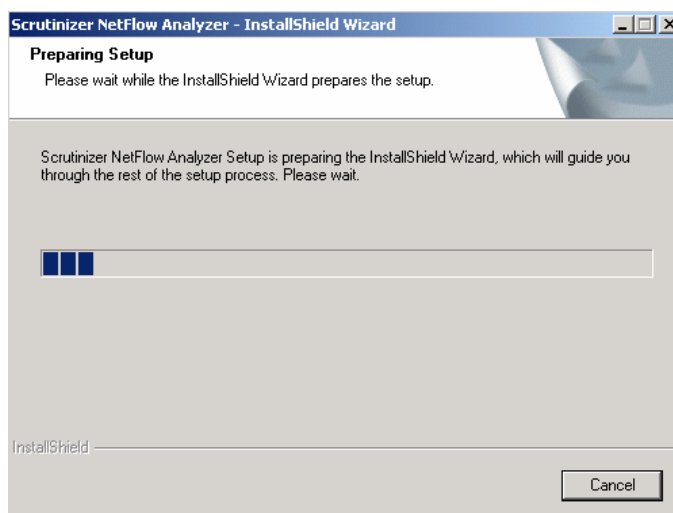 Scrutinizer NetFlow Analyzer - InstallShield Wizard
Preparing Setup
Please wait while the InstallShield Wizard prepares the setup.
Scrutinizer NetFlow Analyzer Setup is preparing the InstallShield Wizard, which will guide you
through the rest of the setup process. Please wait.
InstallShield
Cancel